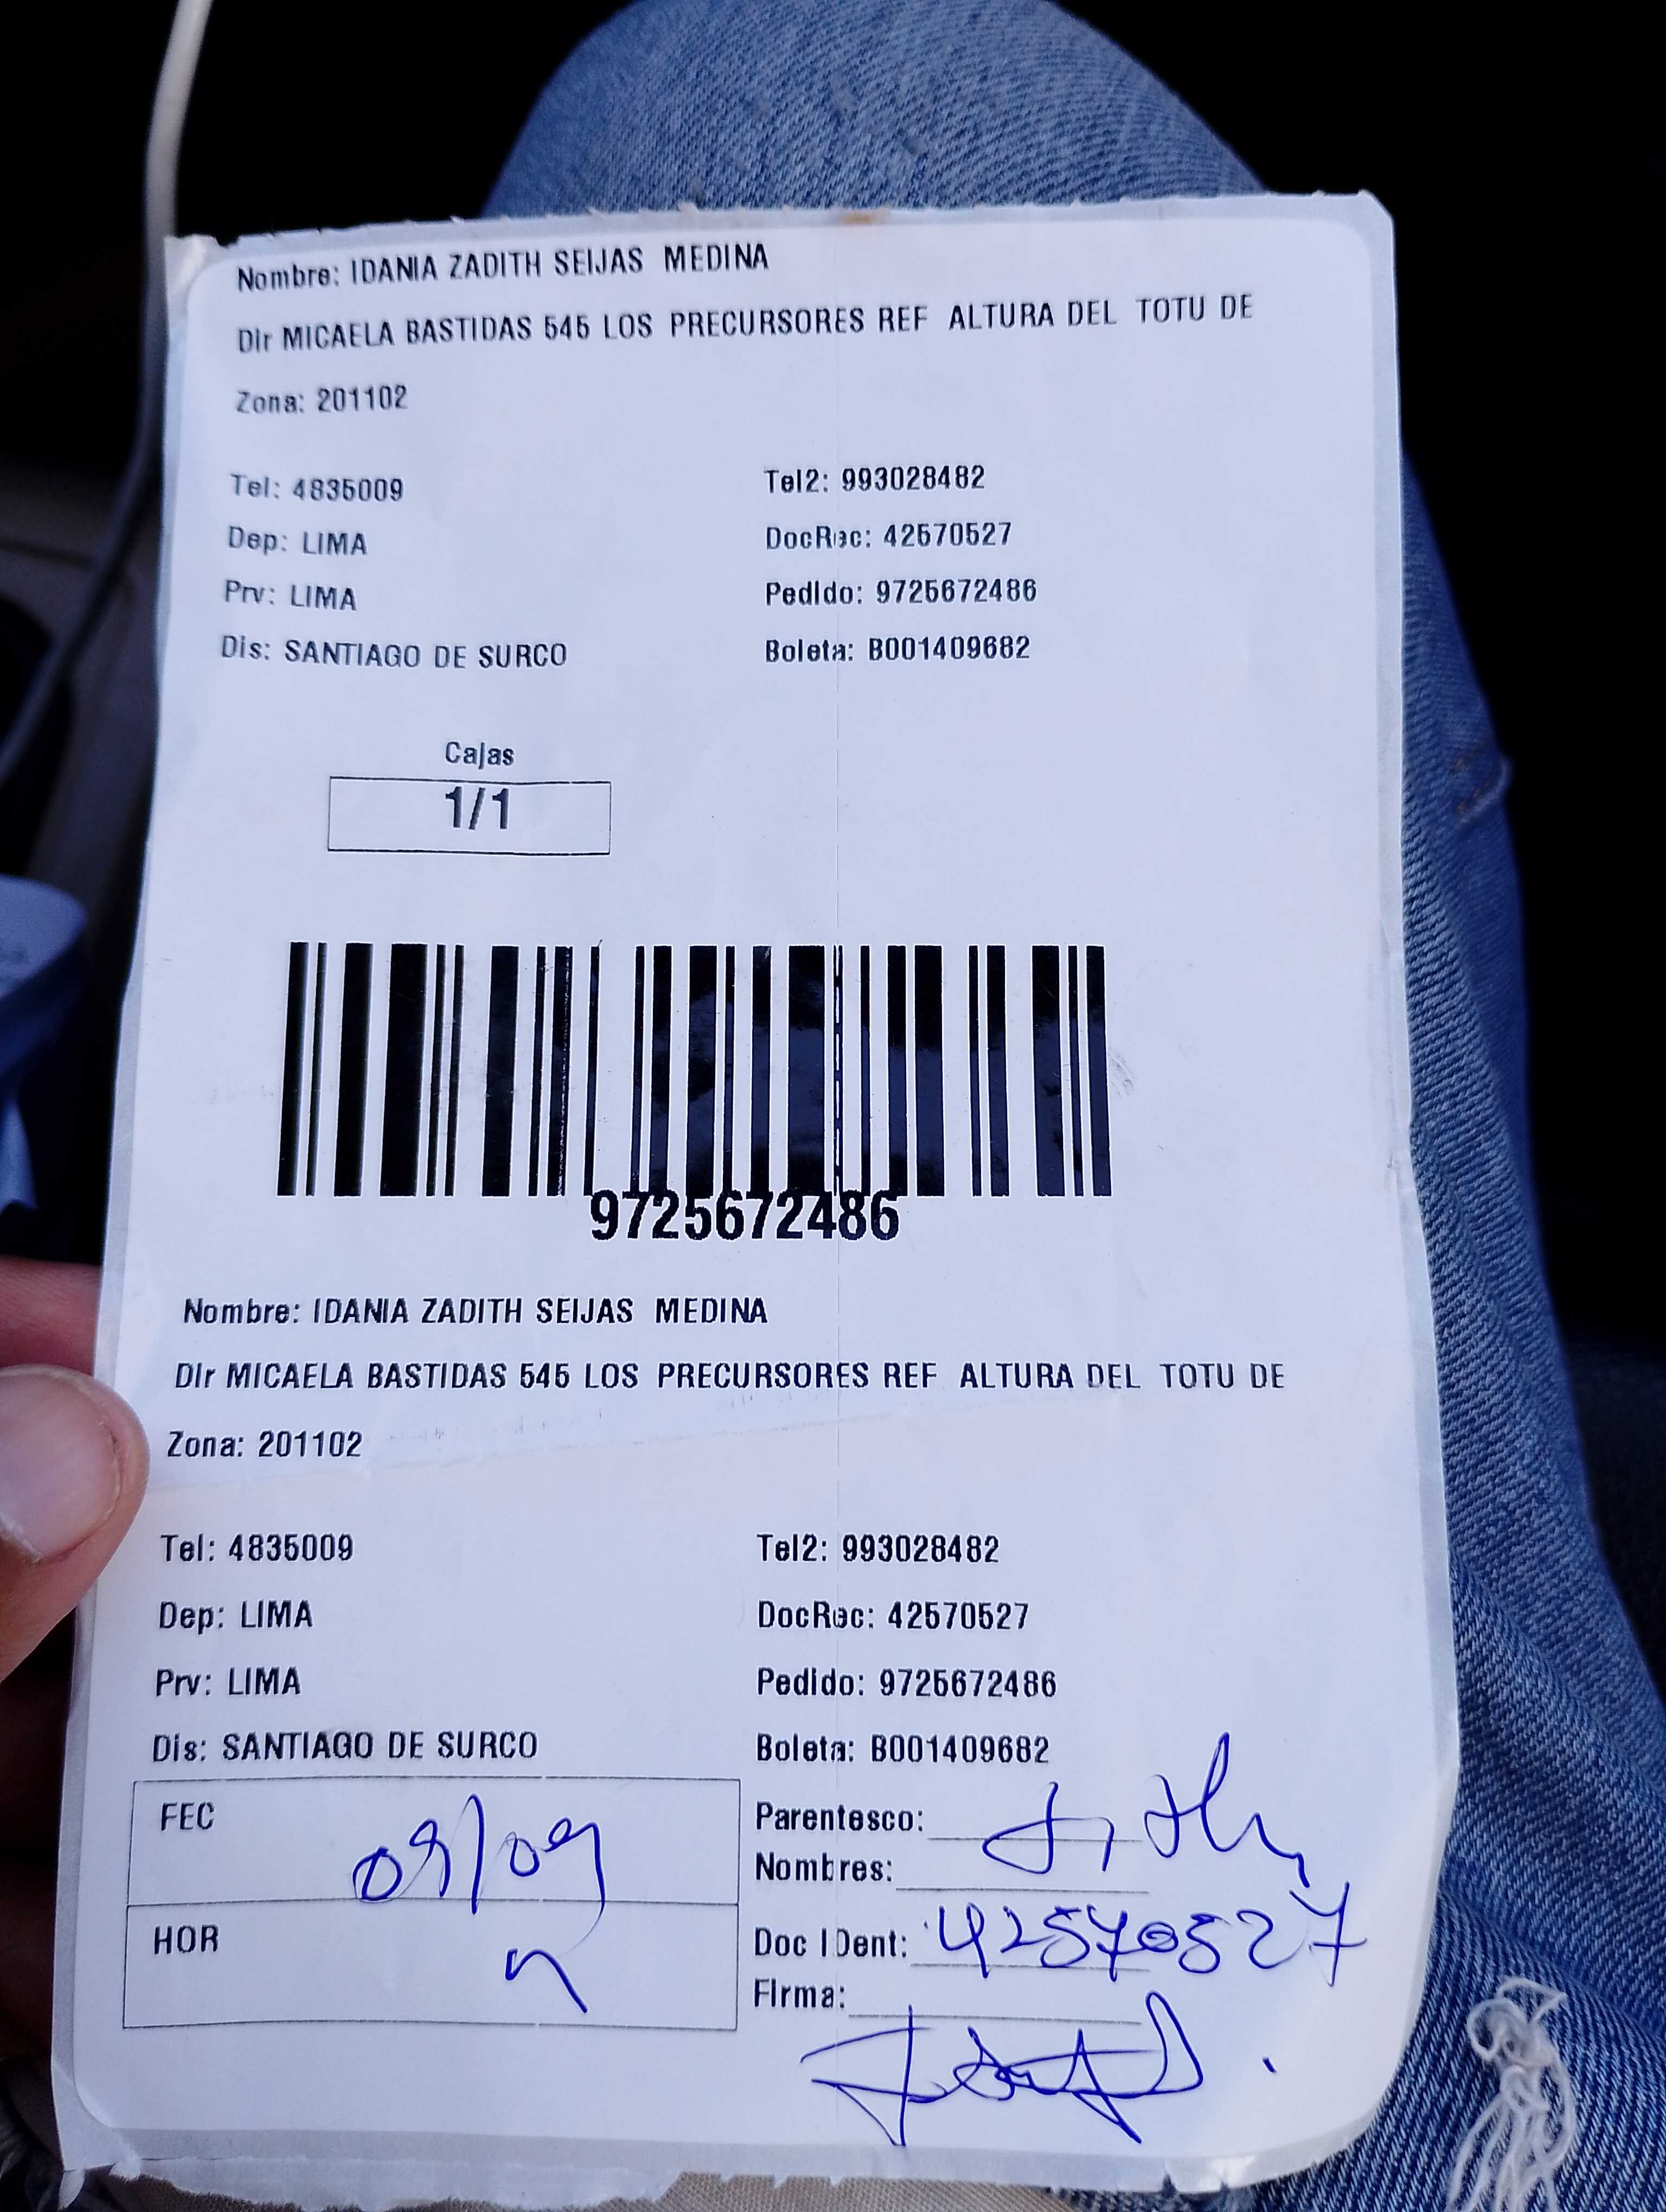 Nombre: IDANIA ZADITH SEIJAS MEDINA
Dir MICAELA BASTIDAS 545 LOS PRECURSORES REF ALTURA DEL TOTU DE
Zona: 201102
Tel: 4835009 Tel2: 993028482
Dep: LIMA DocRec: 42570527
Prv: LIMA Pedido: 9725672486
Dis: SANTIAGO DE SURCO Boleta: B001409682
Cajas
1/1
9725672486
Nombre: IDANIA ZADITH SEIJAS MEDINA
Dir MICAELA BASTIDAS 545 LOS PRECURSORES REF ALTURA DEL TOTU DE
Zona: 201102
Tel: 4835009 Tel2: 993028482
Dep: LIMA DocRec: 42570527
Prv: LIMA Pedido: 9725672486
Dis: SANTIAGO DE SURCO Boleta: B001409682
FEC 09/09 Parentesco:
Nombres:
HOR Doc IDent: 42570527
Firma: